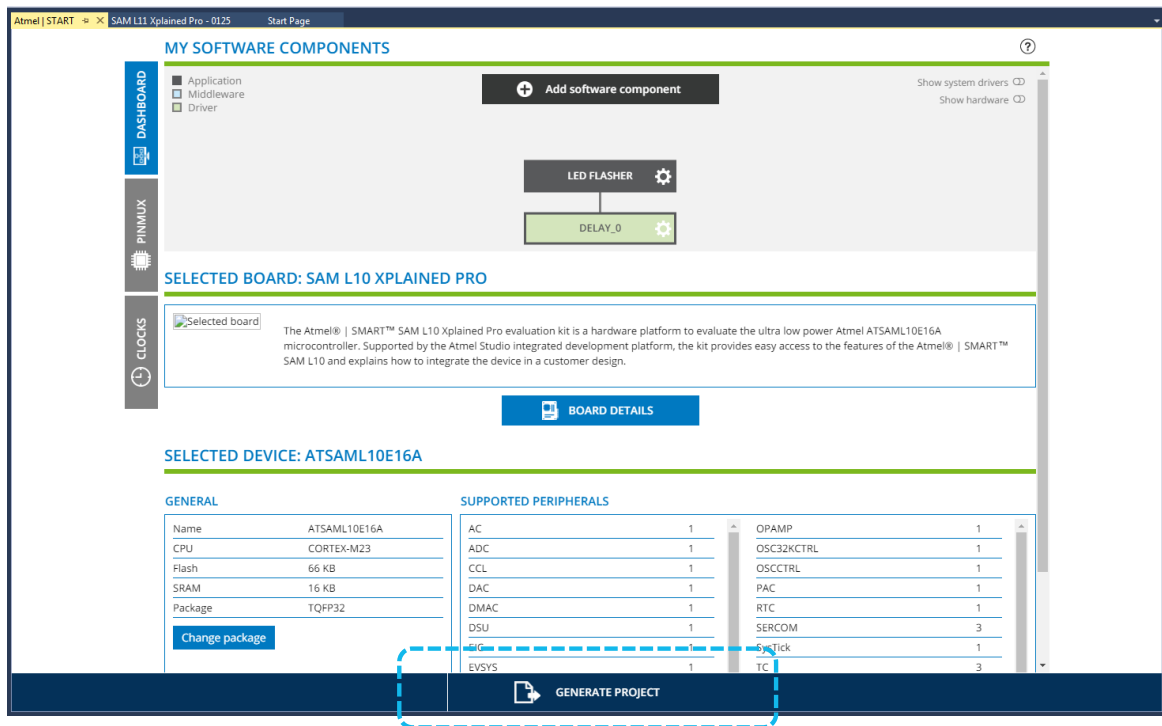 Atmel | START
SAM L11 Xplained Pro - 0125
Start Page
MY SOFTWARE COMPONENTS
?
DASHBOARD
PINMUX
CLOCKS
Application
Middleware
Driver
Add software component
Show system drivers
Show hardware
LED FLASHER
DELAY_0
SELECTED BOARD: SAM L10 XPLAINED PRO
Selected board
The Atmel® | SMART™ SAM L10 Xplained Pro evaluation kit is a hardware platform to evaluate the ultra low power Atmel ATSAML10E16A
microcontroller. Supported by the Atmel Studio integrated development platform, the kit provides easy access to the features of the Atmel® | SMART™
SAM L10 and explains how to integrate the device in a customer design.
BOARD DETAILS
SELECTED DEVICE: ATSAML10E16A
GENERAL
Name ATSAML10E16A
CPU CORTEX-M23
Flash 66 KB
SRAM 16 KB
Package TQFP32
Change package
SUPPORTED PERIPHERALS
AC 1
ADC 1
CCL 1
DAC 1
DMAC 1
DSU 1
EIC 1
EVSYS 1
OPAMP 1
OSC32KCTRL 1
OSCCTRL 1
PAC 1
RTC 1
SERCOM 3
SysTick 1
TC 3
GENERATE PROJECT